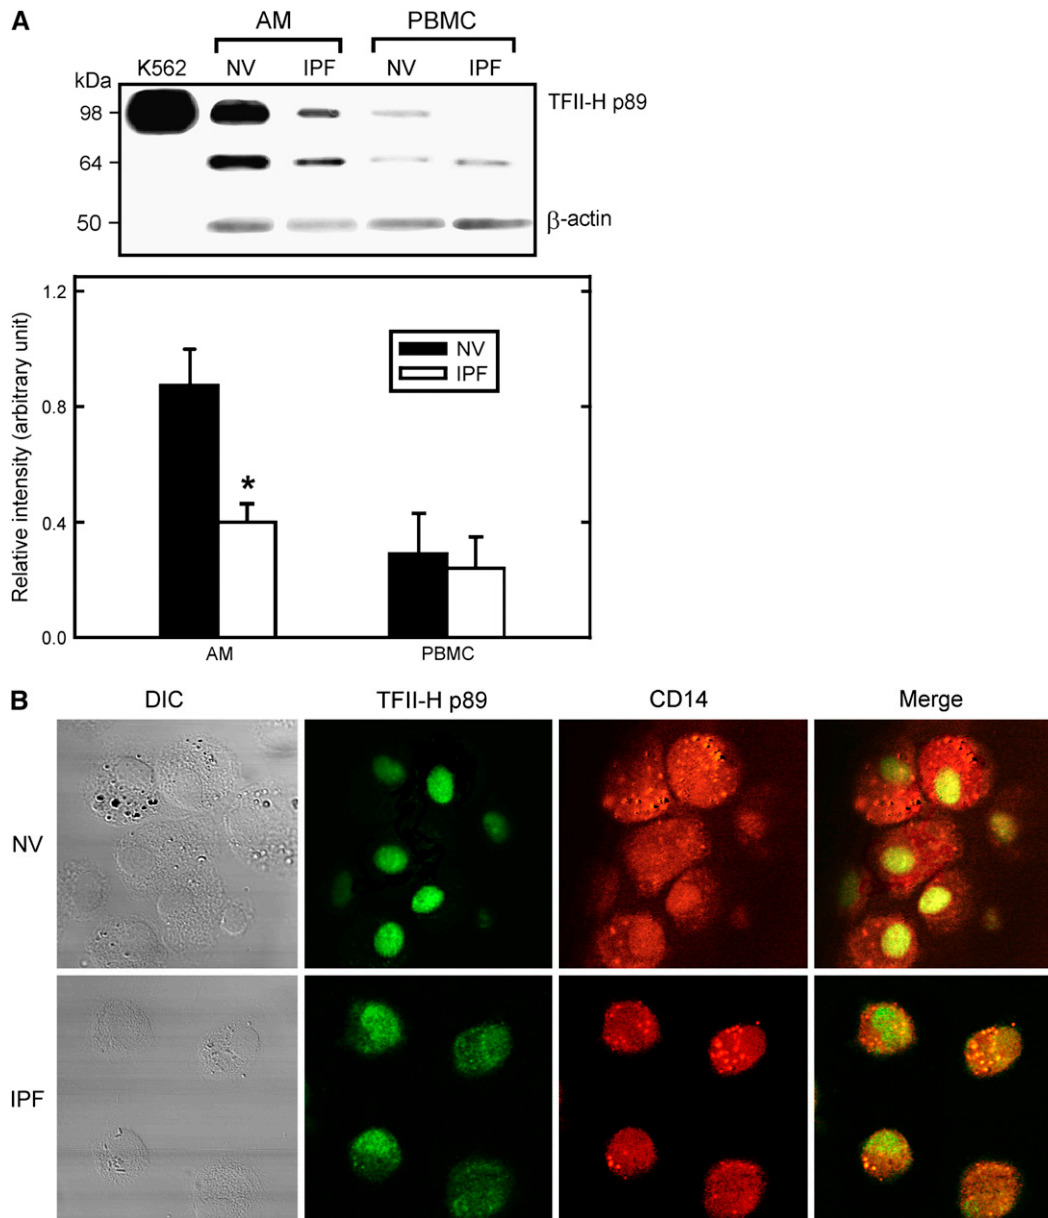 A
AM PBMC
kDa K562 NV IPF NV IPF
98 TFII-H p89
64
50 β-actin
Relative intensity (arbitrary unit)
1.2
NV
IPF
0.8
*
0.4
0.0
AM PBMC
B DIC TFII-H p89 CD14 Merge
NV
IPF